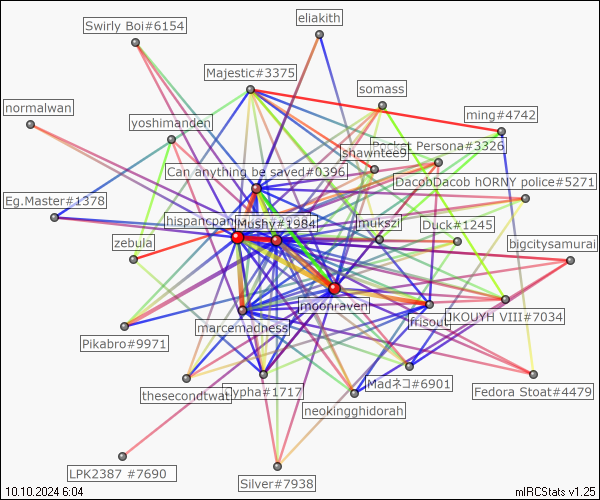 eliakith
Swirly Boi#6154
Majestic#3375
somass
normalwan
ming#4742
yoshimanden
Pocket Persona#3326
shawntee9
Can anything be saved#0396
DacobDacob hORNY police#5271
Eg.Master#1378
hispancpan
Mushy#1984
mukszi
Duck#1245
zebula
bigcitysamurai
moonraven
JKOUYH VIII#7034
marcemadness
frisout
Pikabro#9971
Madネコ#6901
thesecondtwat
ypha#1717
Fedora Stoat#4479
neokingghidorah
LPK2387 #7690
Silver#7938
10.10.2024 6:04
mIRCStats v1.25